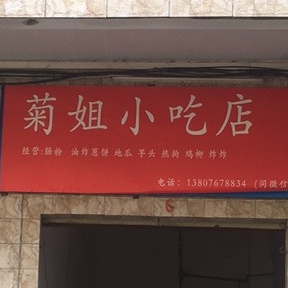 菊姐小吃店
经营:肠粉 油炸葱饼 地瓜 芋头 热狗 鸡柳 炸炸
电话：13807678834（同微信